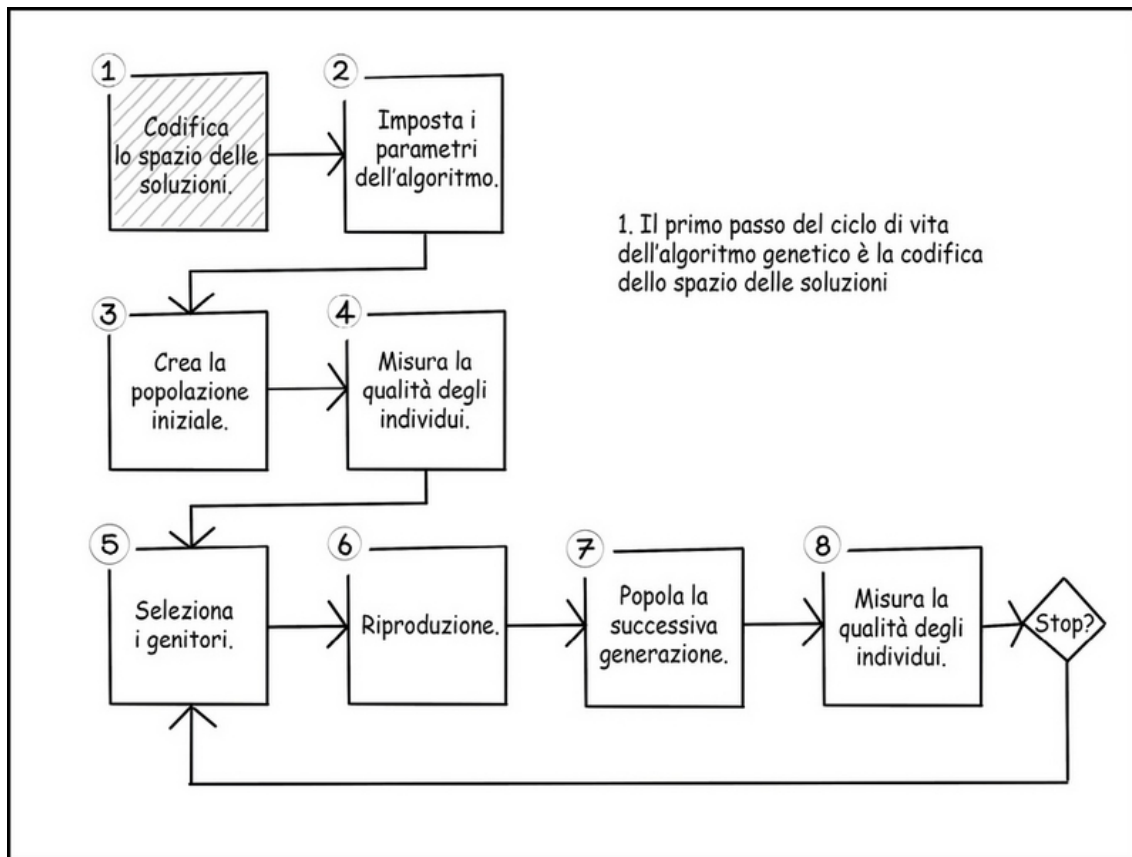 1
Codifica
lo spazio delle
soluzioni.
2
Imposta i
parametri
dell'algoritmo.
1. Il primo passo del ciclo di vita
dell'algoritmo genetico è la codifica
dello spazio delle soluzioni
3
Crea la
popolazione
iniziale.
4
Misura la
qualità degli
individui.
5
Seleziona
i genitori.
6
Riproduzione.
7
Popola la
successiva
generazione.
8
Misura la
qualità degli
individui.
Stop?